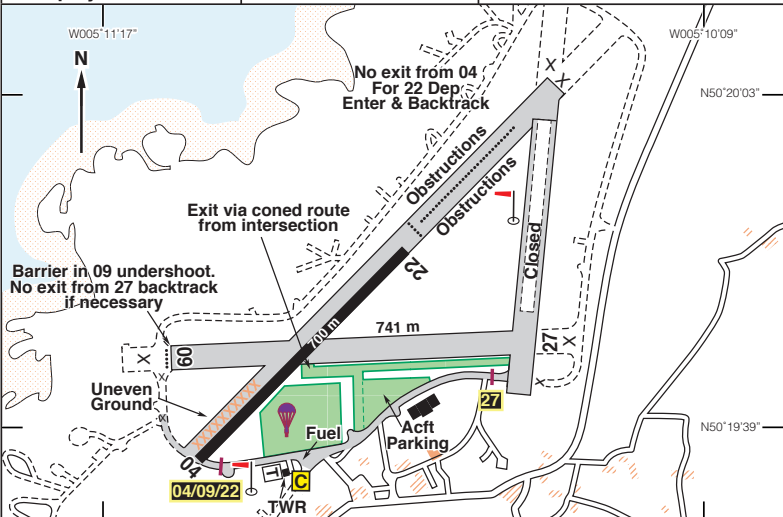 W005°11'17"
W005°10'09"
N
No exit from 04
For 22 Dep
Enter & Backtrack
X
X
N50°20'03"
Obstructions
Obstructions
Exit via coned route
from intersection
Closed
22
Barrier in 09 undershoot.
No exit from 27 backtrack
if necessary
700 m
741 m
X
09
27
X
X
Uneven
Ground
XXXXXXXXX
X
X
27
Acft
Parking
Fuel
N50°19'39"
04
T
C
04/09/22
TWR